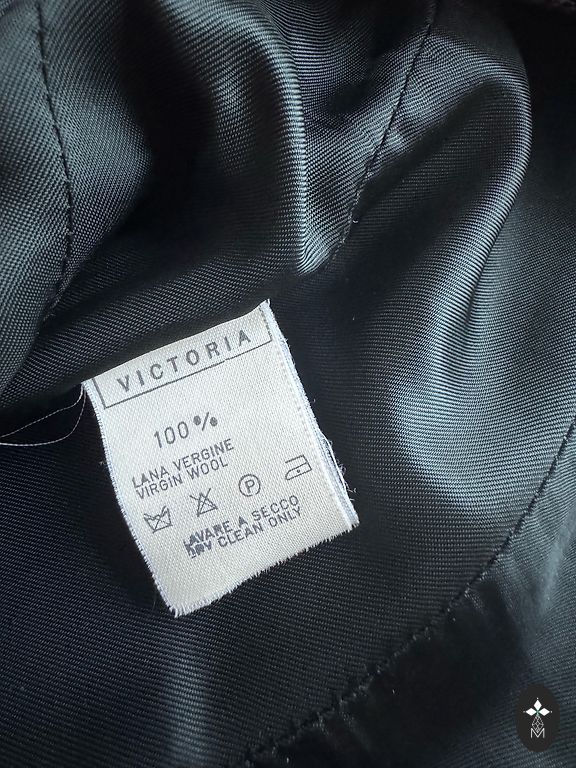 VICTORIA
100%
LANA VERGINE
VIRGIN WOOL
P
LAVARE A SECCO
DRY CLEAN ONLY
M